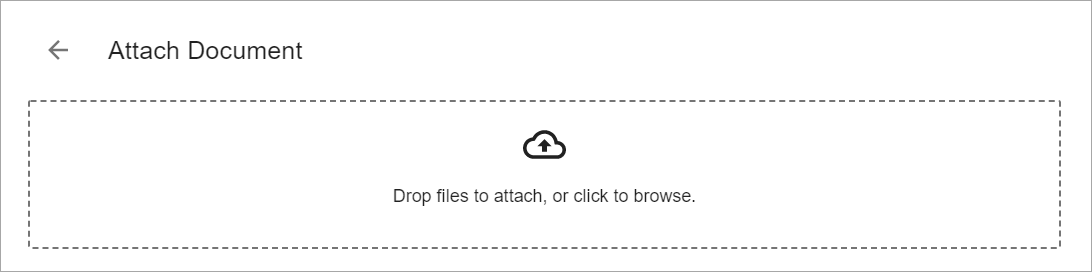 Attach Document
Drop files to attach, or click to browse.